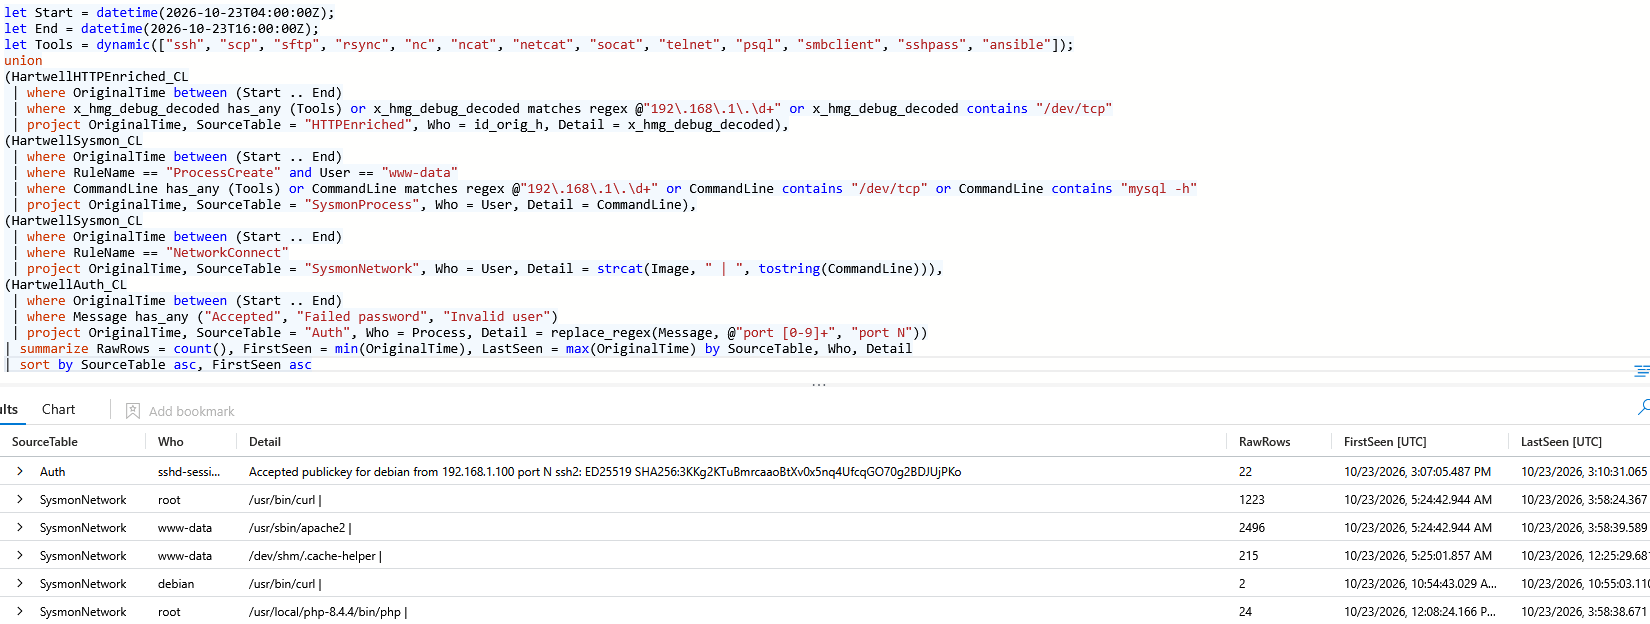 let Start = datetime(2026-10-23T04:00:00Z);
let End = datetime(2026-10-23T16:00:00Z);
let Tools = dynamic(["ssh", "scp", "sftp", "rsync", "nc", "ncat", "netcat", "socat", "telnet", "psql", "smbclient", "sshpass", "ansible"]);
union
(HartwellHTTPEnriched_CL
| where OriginalTime between (Start .. End)
| where x_hmg_debug_decoded has_any (Tools) or x_hmg_debug_decoded matches regex @"192\.168\.1\.\d+" or x_hmg_debug_decoded contains "/dev/tcp"
| project OriginalTime, SourceTable = "HTTPEnriched", Who = id_orig_h, Detail = x_hmg_debug_decoded),
(HartwellSysmon_CL
| where OriginalTime between (Start .. End)
| where RuleName == "ProcessCreate" and User == "www-data"
| where CommandLine has_any (Tools) or CommandLine matches regex @"192\.168\.1\.\d+" or CommandLine contains "/dev/tcp" or CommandLine contains "mysql -h"
| project OriginalTime, SourceTable = "SysmonProcess", Who = User, Detail = CommandLine),
(HartwellSysmon_CL
| where OriginalTime between (Start .. End)
| where RuleName == "NetworkConnect"
| project OriginalTime, SourceTable = "SysmonNetwork", Who = User, Detail = strcat(Image, " | ", tostring(CommandLine))),
(HartwellAuth_CL
| where OriginalTime between (Start .. End)
| where Message has_any ("Accepted", "Failed password", "Invalid user")
| project OriginalTime, SourceTable = "Auth", Who = Process, Detail = replace_regex(Message, @"port [0-9]+", "port N"))
| summarize RawRows = count(), FirstSeen = min(OriginalTime), LastSeen = max(OriginalTime) by SourceTable, Who, Detail
| sort by SourceTable asc, FirstSeen asc
ults Chart Add bookmark
SourceTable Who Detail RawRows FirstSeen [UTC] LastSeen [UTC]
Auth sshd-sessi... Accepted publickey for debian from 192.168.1.100 port N ssh2: ED25519 SHA256:3KKg2KTuBmrcaaoBtXv0x5nq4UfcqGO70g2BDJUjPKo 22 10/23/2026, 3:07:05.487 PM 10/23/2026, 3:10:31.065
SysmonNetwork root /usr/bin/curl | 1223 10/23/2026, 5:24:42.944 AM 10/23/2026, 3:58:24.367
SysmonNetwork www-data /usr/sbin/apache2 | 2496 10/23/2026, 5:24:42.944 AM 10/23/2026, 3:58:39.589
SysmonNetwork www-data /dev/shm/.cache-helper | 215 10/23/2026, 5:25:01.857 AM 10/23/2026, 12:25:29.68
SysmonNetwork debian /usr/bin/curl | 2 10/23/2026, 10:54:43.029 A... 10/23/2026, 10:55:03.11
SysmonNetwork root /usr/local/php-8.4.4/bin/php | 24 10/23/2026, 12:08:24.166 P... 10/23/2026, 3:58:38.671